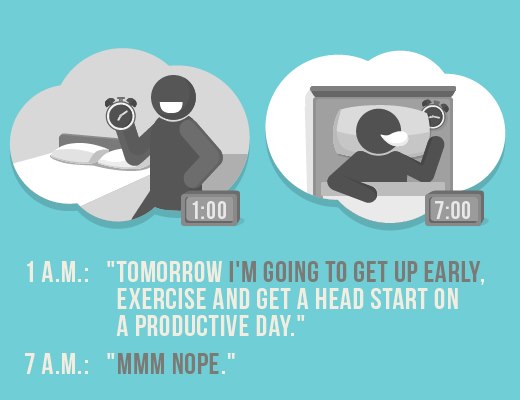 1:00 7:00
1 A.M.: "TOMORROW I'M GOING TO GET UP EARLY,
EXERCISE AND GET A HEAD START ON
A PRODUCTIVE DAY."
7 A.M.: "MMM NOPE."